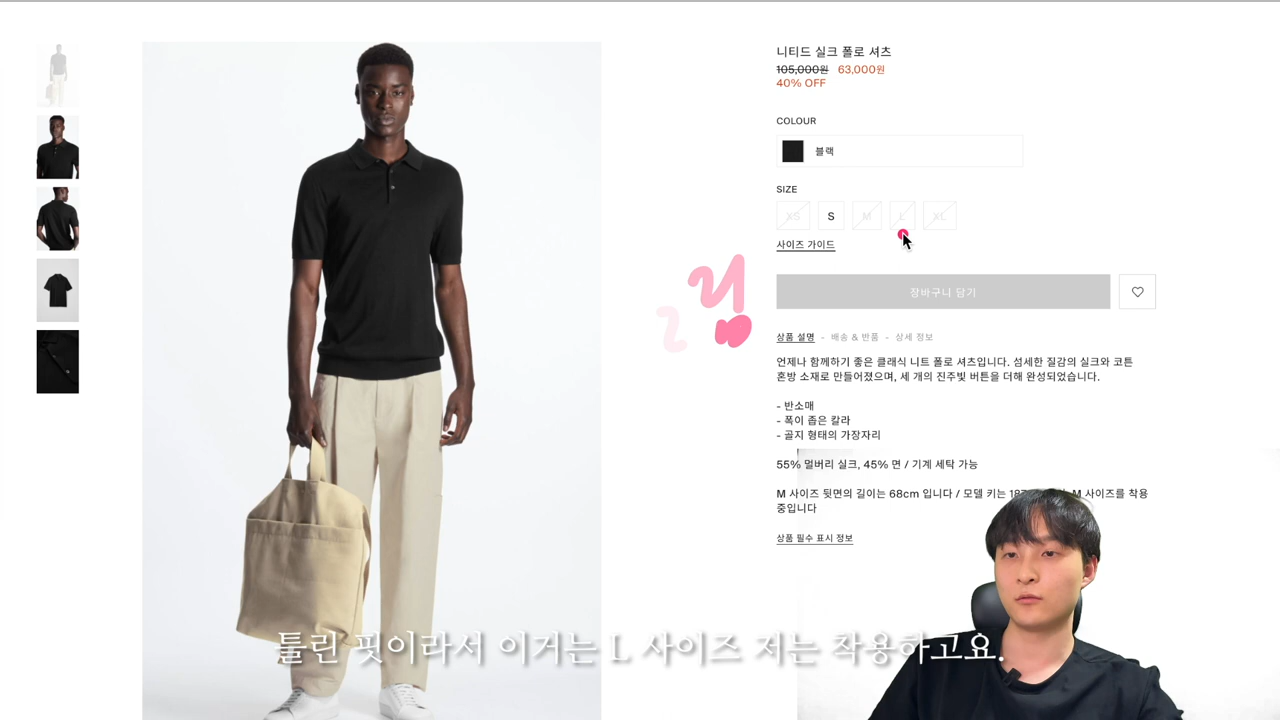 니티드 실크 폴로 셔츠
105,000원 63,000원
40% OFF
COLOUR
블랙
SIZE
XS S M L XL
사이즈 가이드
장바구니 담기
상품 설명 - 배송 & 반품 - 상세 정보
언제나 함께하기 좋은 클래식 니트 폴로 셔츠입니다. 섬세한 질감의 실크와 코튼
혼방 소재로 만들어졌으며, 세 개의 진주빛 버튼을 더해 완성되었습니다.
- 반소매
- 폭이 좁은 칼라
- 골지 형태의 가장자리
55% 멀버리 실크, 45% 면 / 기계 세탁 가능
M 사이즈 뒷면의 길이는 68cm 입니다 / 모델 키는 M 사이즈를 착용
중입니다
상품 필수 표시 정보
틀린 핏이라서 이거는 L 사이즈 저는 착용하고요.